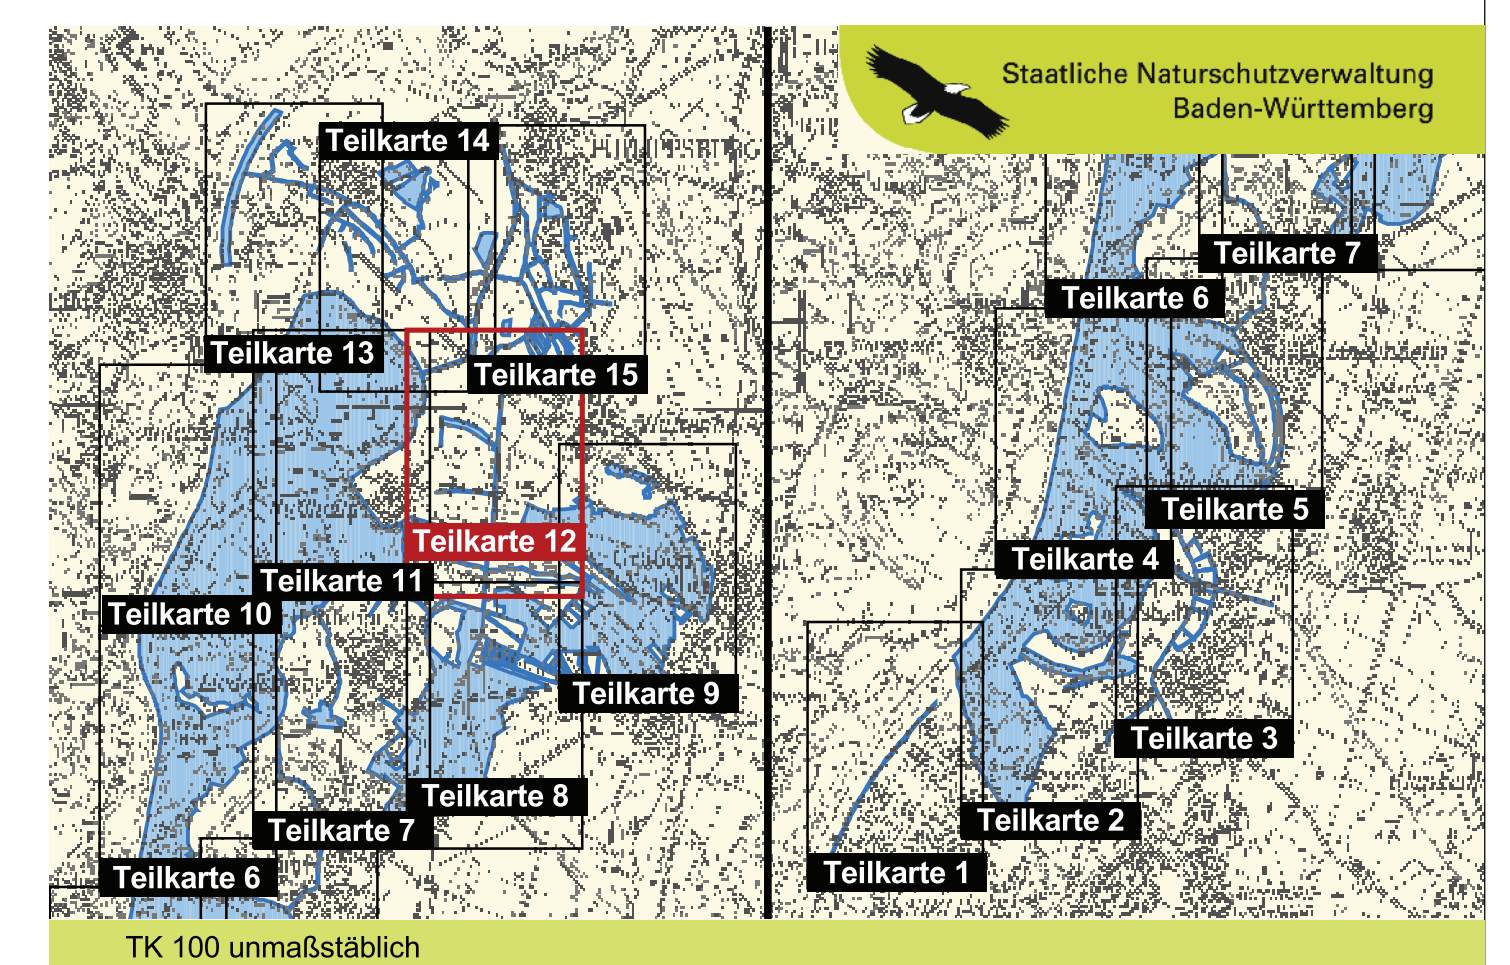 Staatliche Naturschutzverwaltung
Baden-Württemberg
Teilkarte 14
Teilkarte 13
Teilkarte 15
Teilkarte 12
Teilkarte 11
Teilkarte 10
Teilkarte 9
Teilkarte 8
Teilkarte 7
Teilkarte 6
Teilkarte 7
Teilkarte 6
Teilkarte 5
Teilkarte 4
Teilkarte 3
Teilkarte 2
Teilkarte 1
TK 100 unmaßstäblich